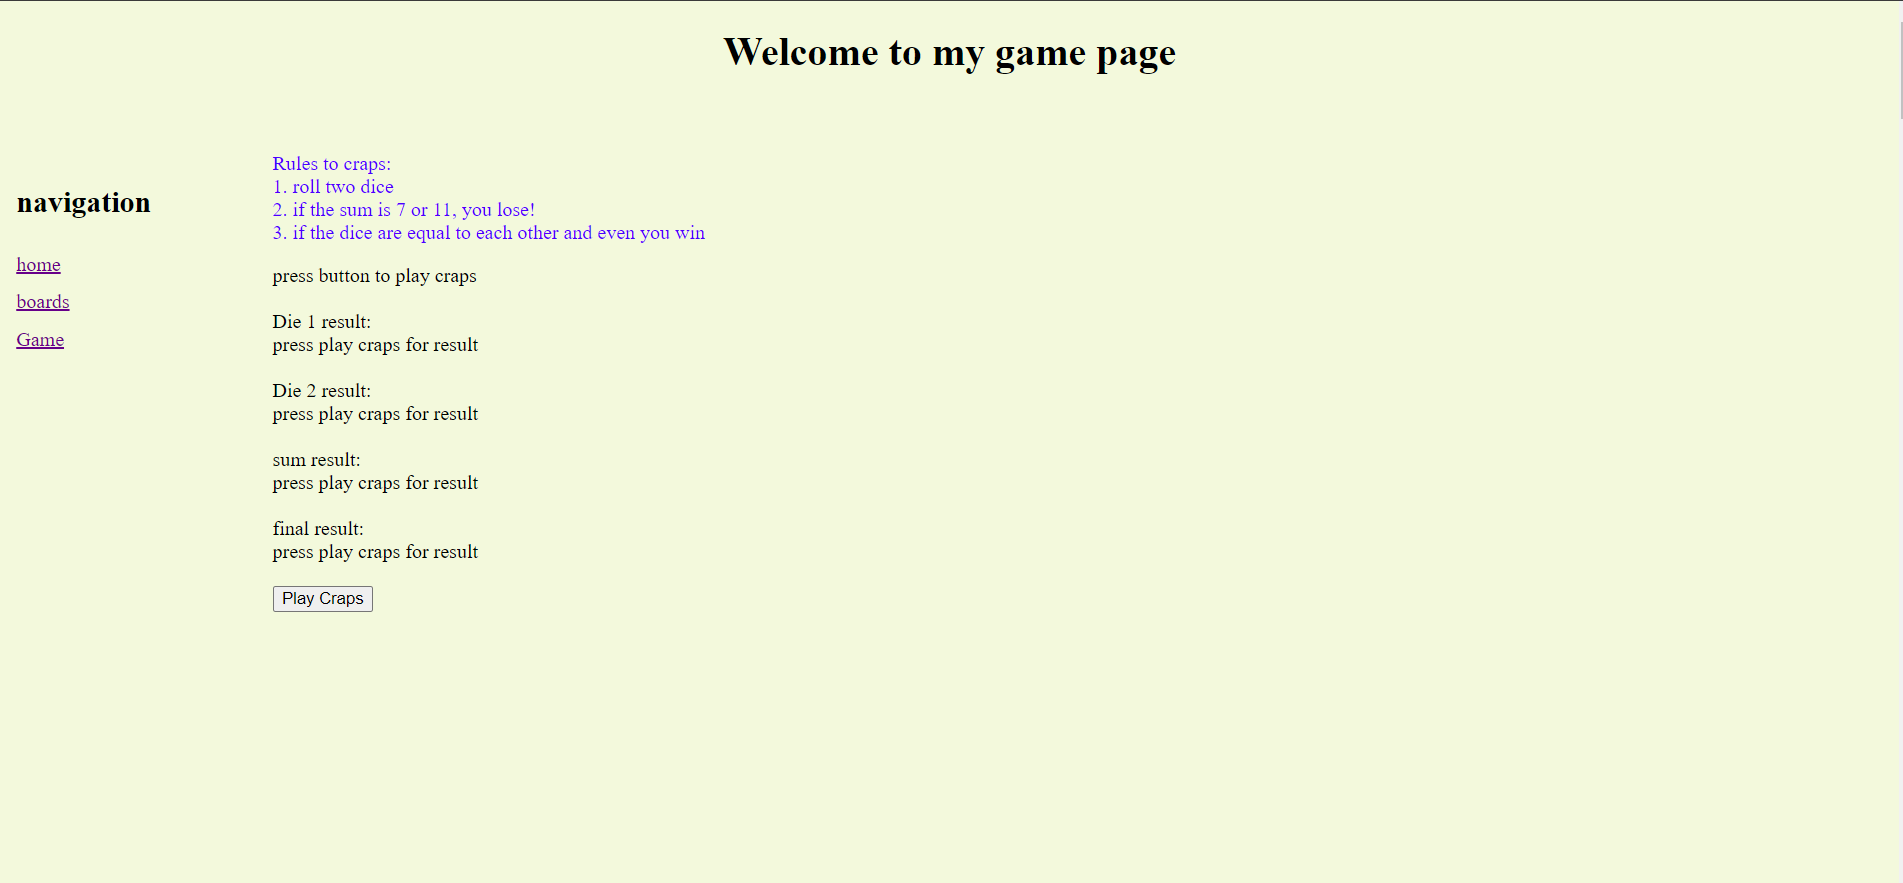 Welcome to my game page
navigation
home
boards
Game
Rules to craps:
1. roll two dice
2. if the sum is 7 or 11, you lose!
3. if the dice are equal to each other and even you win
press button to play craps
Die 1 result:
press play craps for result
Die 2 result:
press play craps for result
sum result:
press play craps for result
final result:
press play craps for result
Play Craps